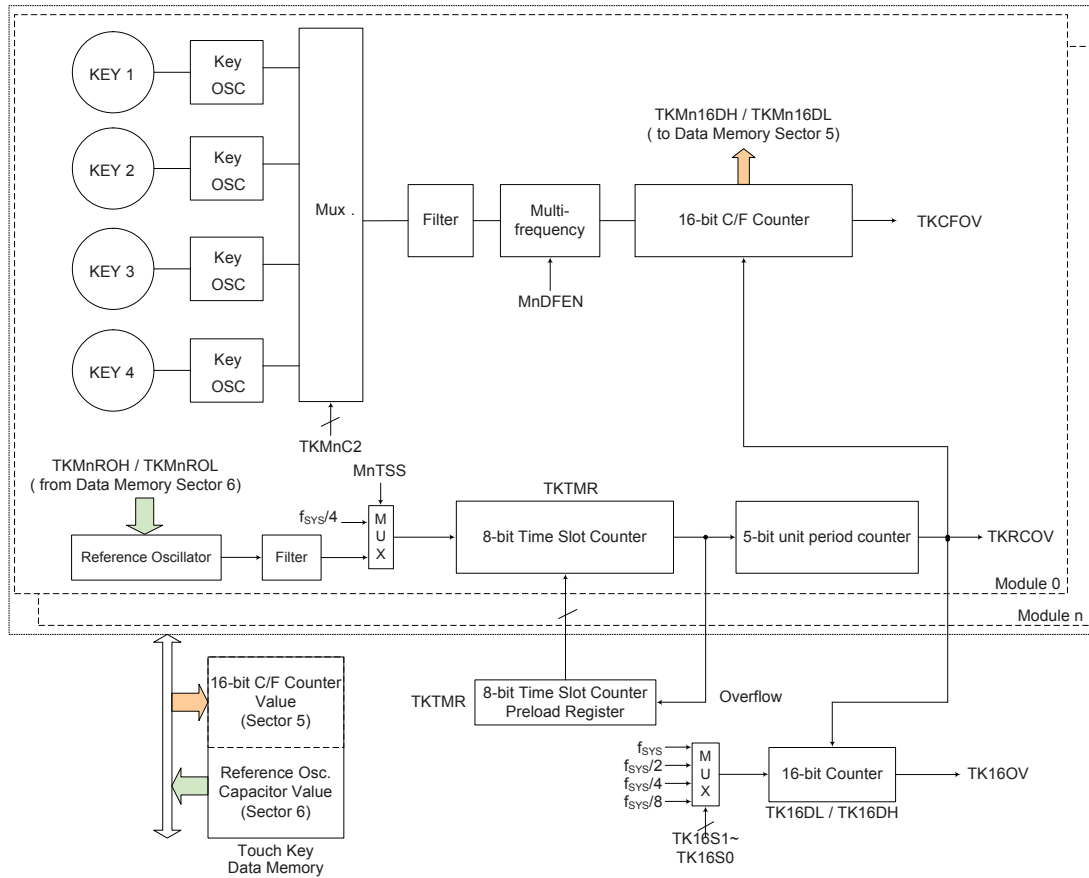 KEY 1
Key
OSC
KEY 2
Key
OSC
KEY 3
Key
OSC
KEY 4
Key
OSC
Mux .
TKMnC2
Filter
Multi-
frequency
MnDFEN
TKMn16DH / TKMn16DL
( to Data Memory Sector 5)
16-bit C/F Counter
TKCFOV
TKMnROH / TKMnROL
( from Data Memory Sector 6)
Reference Oscillator
Filter
MnTSS
fSYS/4
M
U
X
TKTMR
8-bit Time Slot Counter
5-bit unit period counter
TKRCOV
Module 0
Module n
TKTMR
8-bit Time Slot Counter
Preload Register
Overflow
16-bit C/F Counter
Value
(Sector 5)
Reference Osc.
Capacitor Value
(Sector 6)
Touch Key
Data Memory
fSYS
fSYS/2
fSYS/4
fSYS/8
M
U
X
TK16S1~
TK16S0
16-bit Counter
TK16DL / TK16DH
TK16OV